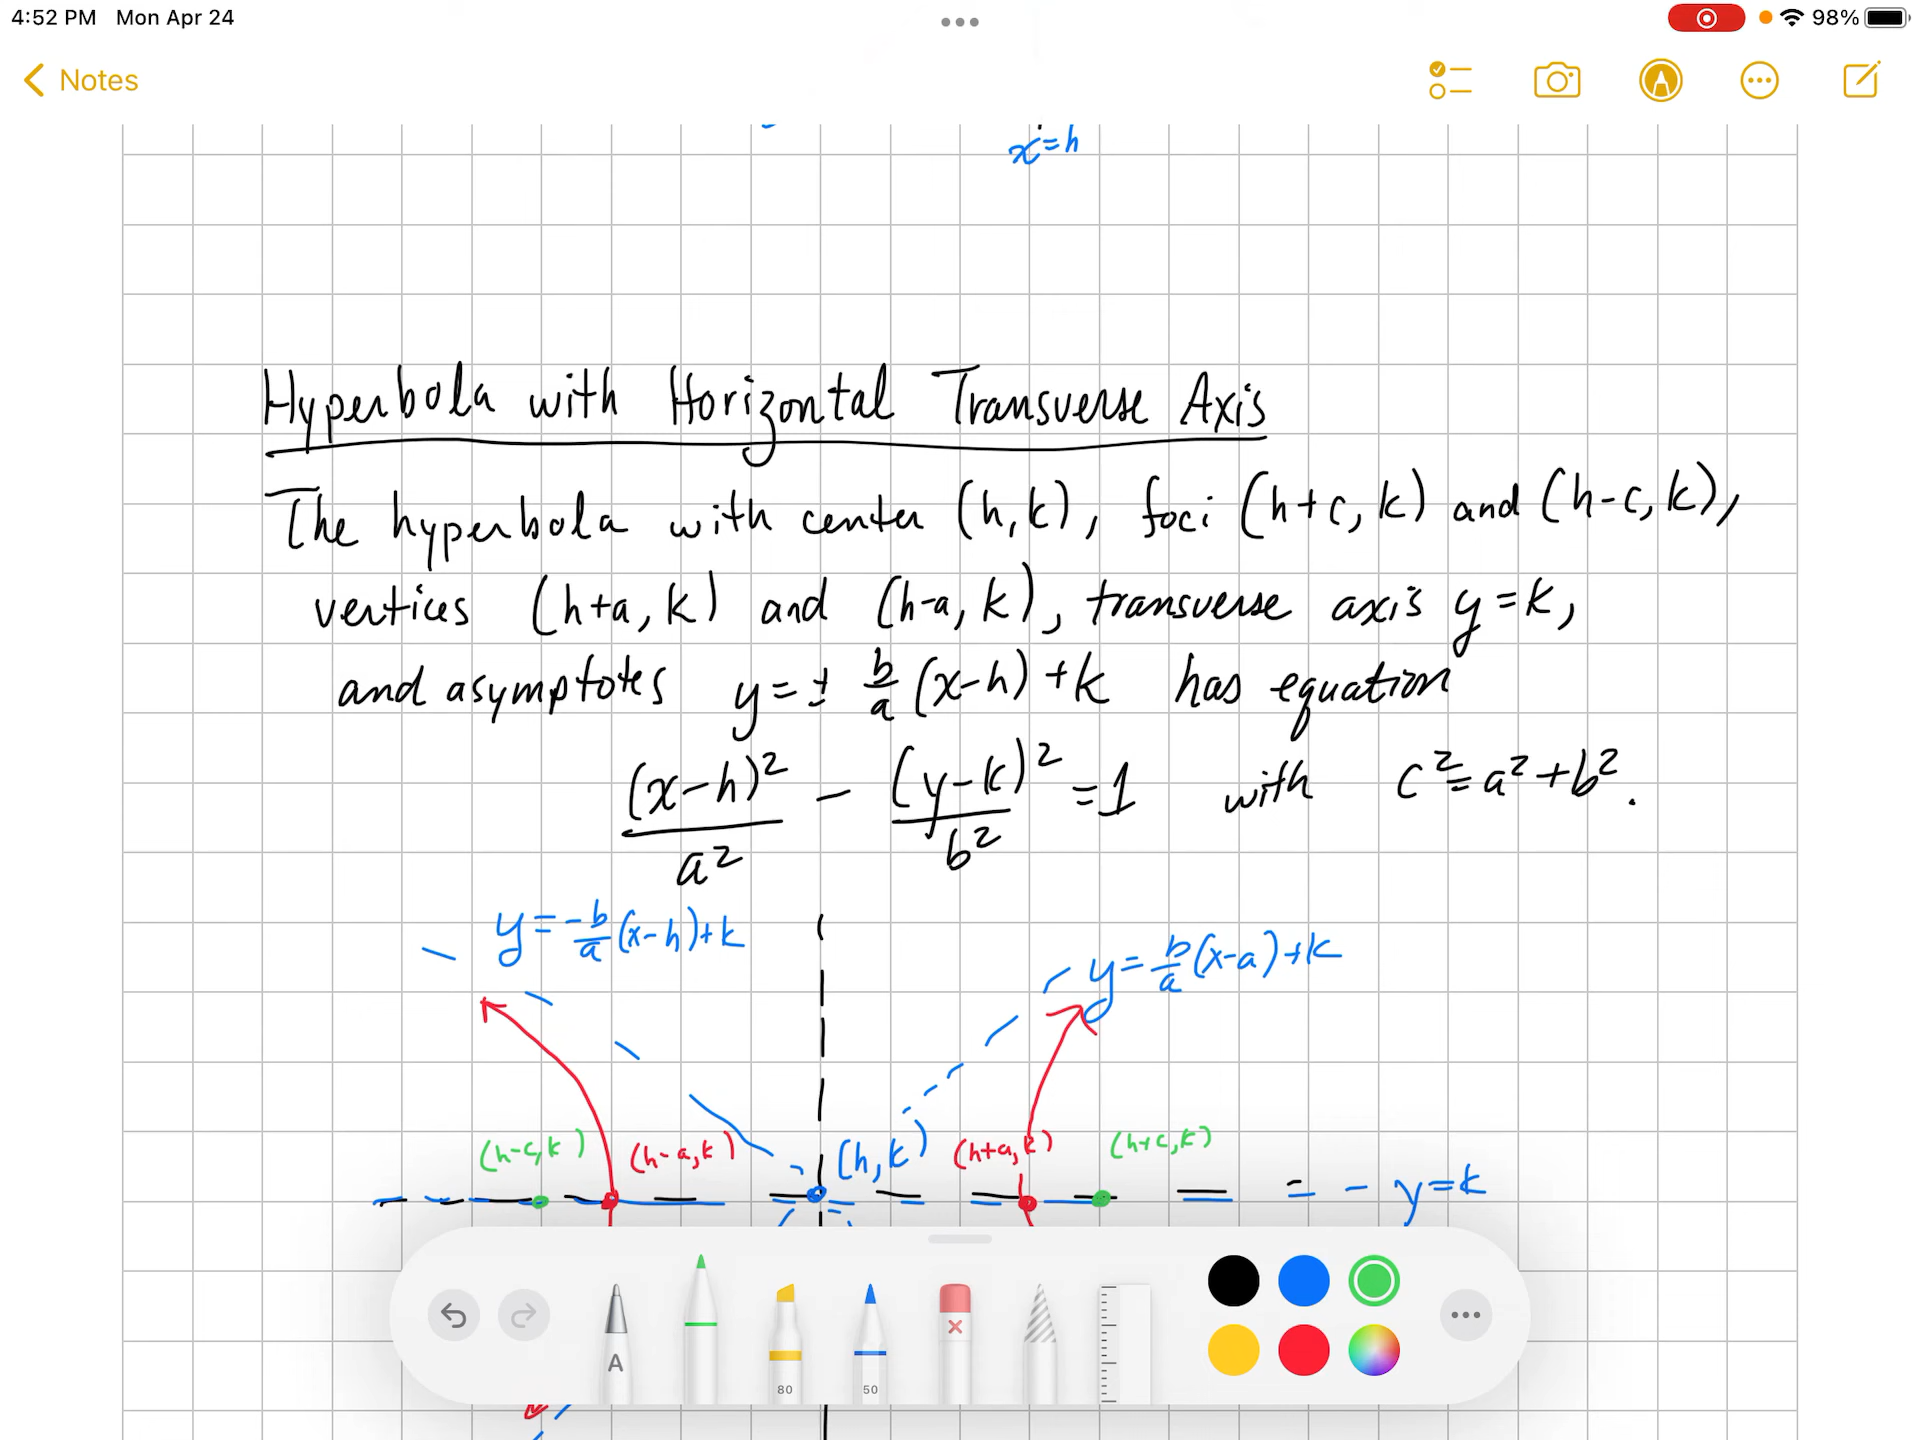 4:52 PM Mon Apr 24
98%
Notes
x=h
Hyperbola with Horizontal Transverse Axis
The hyperbola with center (h,k), foci (h+c, k) and (h-c, k),
vertices (h+a, k) and (h-a, k), transverse axis y=k,
and asymptotes y=± b/a (x-h)+k has equation
(x-h)²/a² - (y-k)²/b² =1 with c²=a²+b².
y=-b/a(x-h)+k
y=b/a(x-a)+k
(h-c,k) (h-a,k) (h,k) (h+a,k) (h+c,k)
y=k
A 80 50